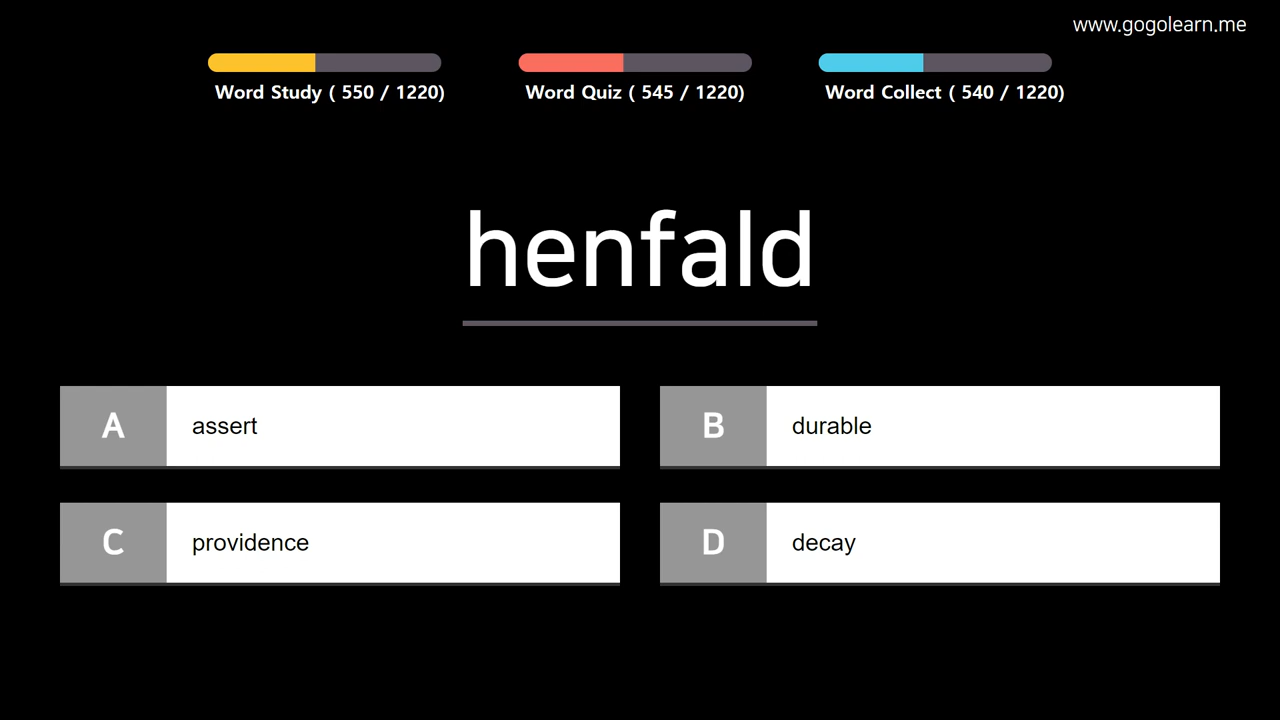 www.gogolearn.me
Word Study ( 550 / 1220)
Word Quiz ( 545 / 1220)
Word Collect ( 540 / 1220)
henfald
A assert
B durable
C providence
D decay